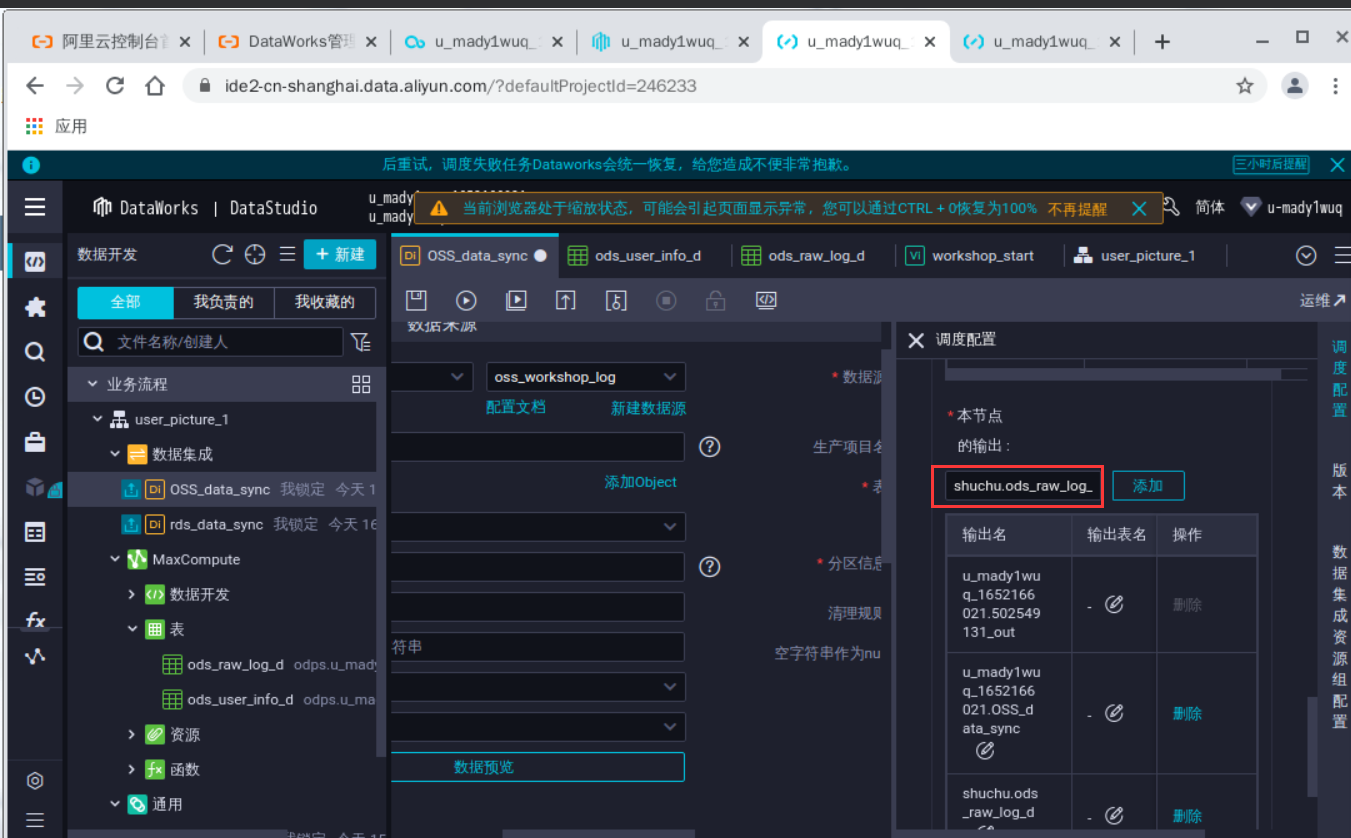 阿里云控制台首
DataWorks管理
u_mady1wuq_
u_mady1wuq_
u_mady1wuq_
u_mady1wuq_
ide2-cn-shanghai.data.aliyun.com/?defaultProjectId=246233
应用
后重试，调度失败任务Dataworks会统一恢复，给您造成不便非常抱歉。
三小时后提醒
DataWorks | DataStudio
u_mady
u_mady
当前浏览器处于缩放状态，可能会引起页面显示异常，您可以通过CTRL + 0恢复为100% 不再提醒
简体
u-mady1wuq
数据开发
+ 新建
OSS_data_sync
ods_user_info_d
ods_raw_log_d
workshop_start
user_picture_1
全部
我负责的
我收藏的
运维
文件名称/创建人
数据来源
调度配置
业务流程
oss_workshop_log
* 数据源
配置文档
新建数据源
user_picture_1
* 本节点
的输出 :
数据集成
生产项目名
添加Object
* 表
OSS_data_sync 我锁定 今天 1
shuchu.ods_raw_log_
添加
rds_data_sync 我锁定 今天 16
输出名
输出表名
操作
MaxCompute
* 分区信息
数据开发
u_mady1wu
q_1652166
021.502549
131_out
-
删除
清理规则
表
符串
空字符串作为nu
ods_raw_log_d odps.u_mady
u_mady1wu
q_1652166
021.OSS_d
ata_sync
-
删除
ods_user_info_d odps.u_ma
资源
函数
数据预览
通用
shuchu.ods
_raw_log_d
-
删除
调度配置
版本
数据集成资源组配置